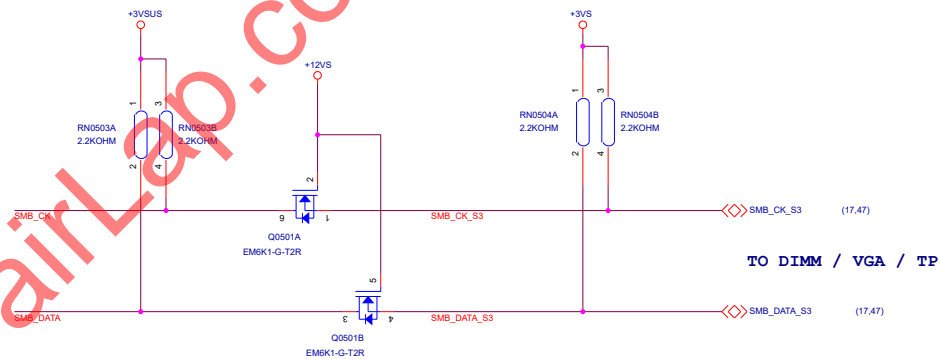 +3VSUS
+3VS
+12VS
1
3
RN0503A
2.2KOHM
RN0503B
2.2KOHM
2
4
1
3
RN0504A
2.2KOHM
RN0504B
2.2KOHM
2
4
2
SMB_CK
6
1
SMB_CK_S3
SMB_CK_S3
(17,47)
Q0501A
EM6K1-G-T2R
TO DIMM / VGA / TP
5
SMB_DATA
3
4
SMB_DATA_S3
SMB_DATA_S3
(17,47)
Q0501B
EM6K1-G-T2R
airLap.co